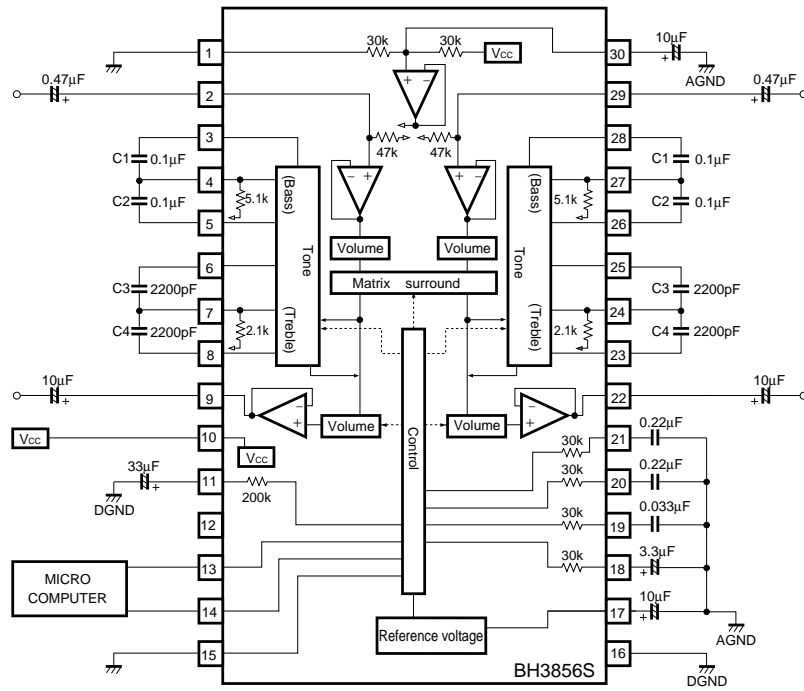 30k 30k
1
VCC
30
10µF
AGND
0.47µF
2
+ −
29
0.47µF
3
47k 47k
28
C1 0.1µF
4
5.1k
(Bass)
− +
+ −
(Bass)
5.1k
27
C1 0.1µF
C2 0.1µF
5
Tone
Volume
Volume
Tone
26
C2 0.1µF
6
Matrix surround
25
C3 2200pF
7
2.1k
(Treble)
(Treble)
2.1k
24
C3 2200pF
C4 2200pF
8
23
C4 2200pF
10µF
+
9
−
+
Volume
Control
Volume
−
+
22
10µF
+
VCC
10
VCC
30k
21
0.22µF
33µF
+
DGND
11
200k
30k
20
0.22µF
12
30k
19
0.033µF
MICRO
COMPUTER
13
30k
18
3.3µF
+
14
Reference voltage
17
10µF
+
AGND
15
BH3856S
16
DGND